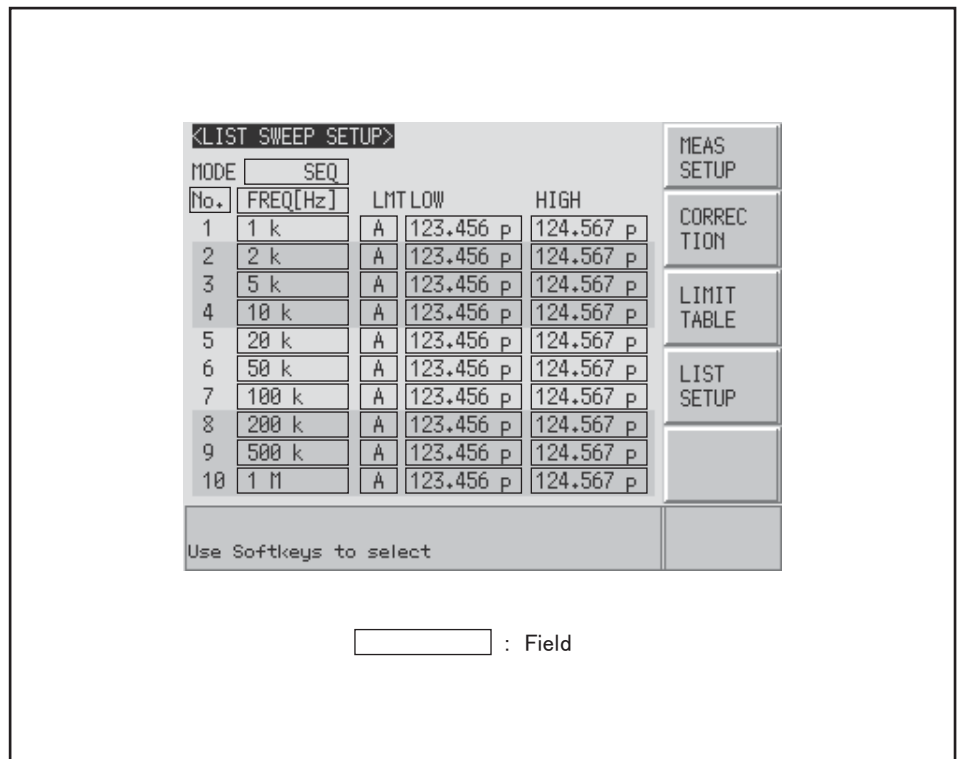 <LIST SWEEP SETUP>
MODE SEQ
No. FREQ[Hz] LMT LOW HIGH
1 1 k A 123.456 p 124.567 p
2 2 k A 123.456 p 124.567 p
3 5 k A 123.456 p 124.567 p
4 10 k A 123.456 p 124.567 p
5 20 k A 123.456 p 124.567 p
6 50 k A 123.456 p 124.567 p
7 100 k A 123.456 p 124.567 p
8 200 k A 123.456 p 124.567 p
9 500 k A 123.456 p 124.567 p
10 1 M A 123.456 p 124.567 p
MEAS
SETUP
CORREC
TION
LIMIT
TABLE
LIST
SETUP
Use Softkeys to select
: Field